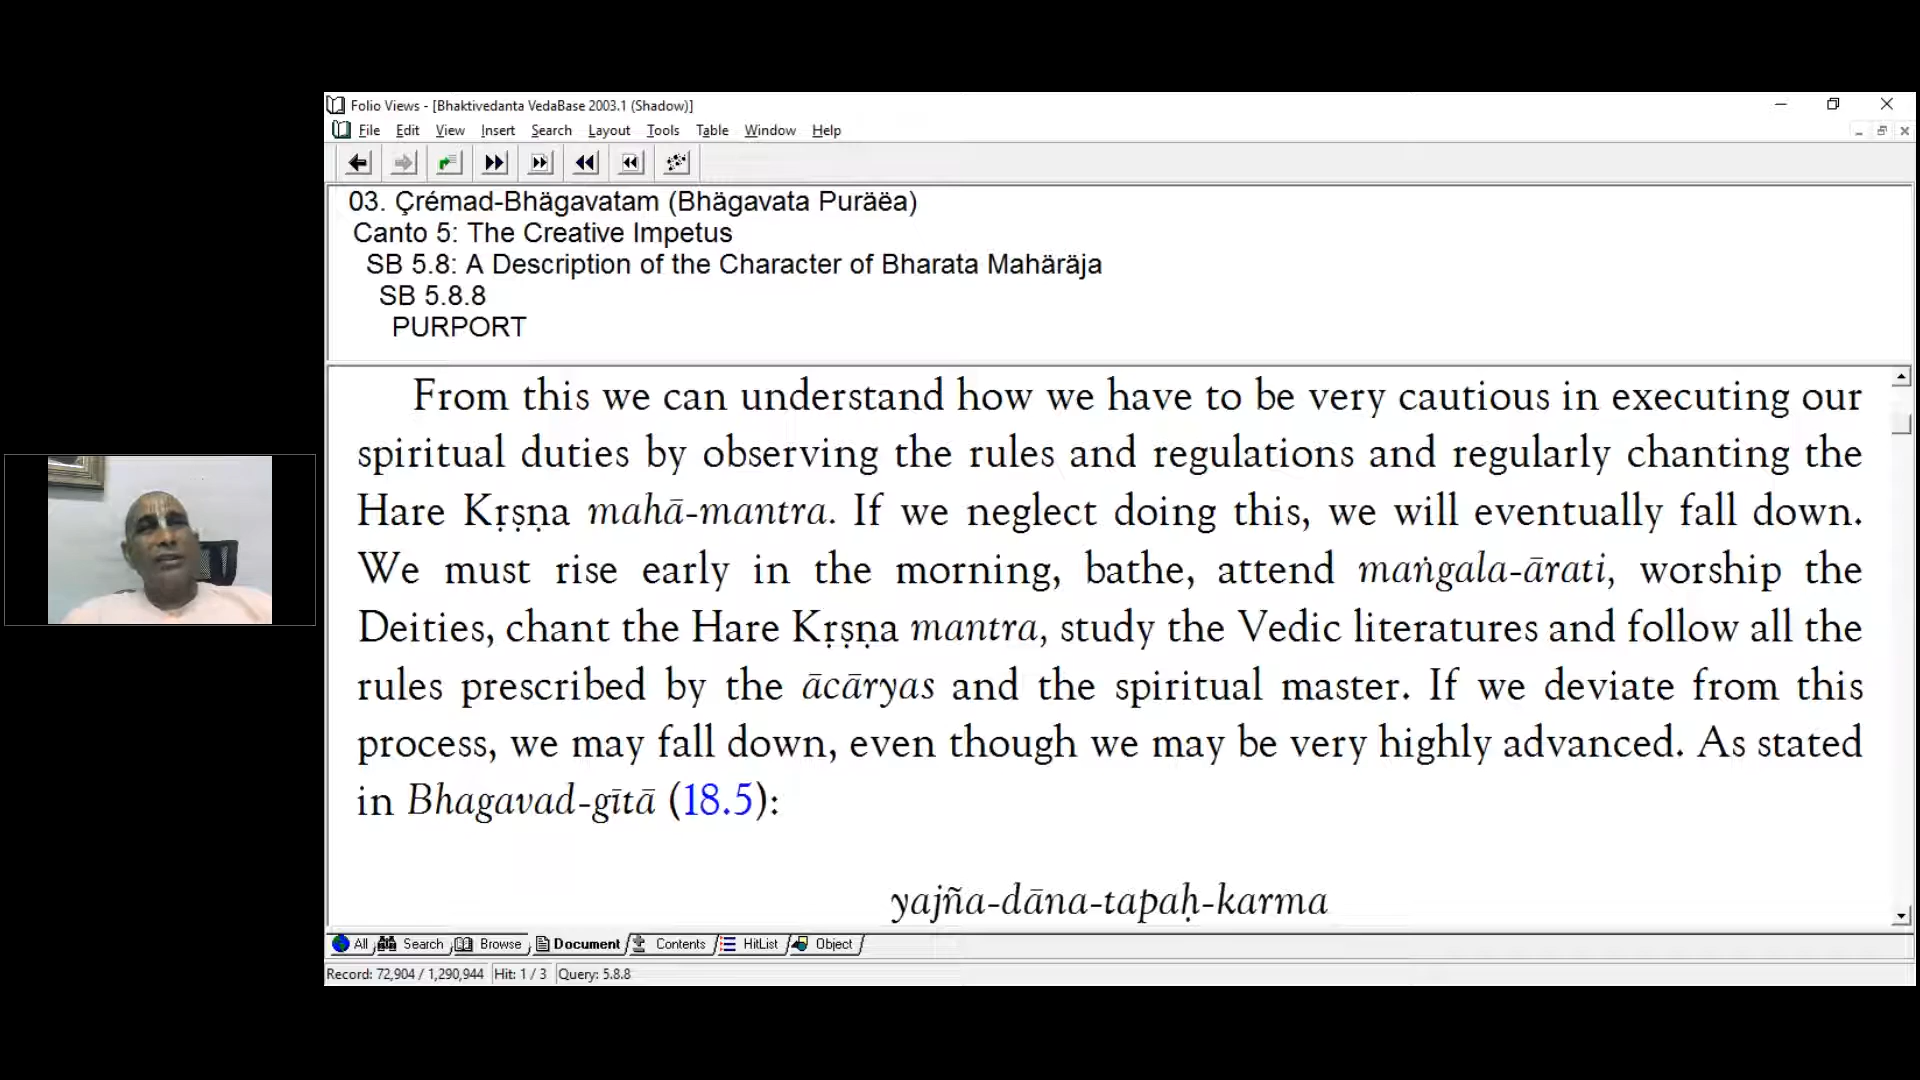 Folio Views - [Bhaktivedanta VedaBase 2003.1 (Shadow)]
File Edit View Insert Search Layout Tools Table Window Help
03. Çrémad-Bhägavatam (Bhägavata Puräëa)
Canto 5: The Creative Impetus
SB 5.8: A Description of the Character of Bharata Mahäräja
SB 5.8.8
PURPORT
From this we can understand how we have to be very cautious in executing our
spiritual duties by observing the rules and regulations and regularly chanting the
Hare Kṛṣṇa mahā-mantra. If we neglect doing this, we will eventually fall down.
We must rise early in the morning, bathe, attend maṅgala-ārati, worship the
Deities, chant the Hare Kṛṣṇa mantra, study the Vedic literatures and follow all the
rules prescribed by the ācāryas and the spiritual master. If we deviate from this
process, we may fall down, even though we may be very highly advanced. As stated
in Bhagavad-gītā (18.5):
yajña-dāna-tapaḥ-karma
All Search Browse Document Contents HitList Object
Record: 72,904 / 1,290,944 Hit: 1 / 3 Query: 5.8.8